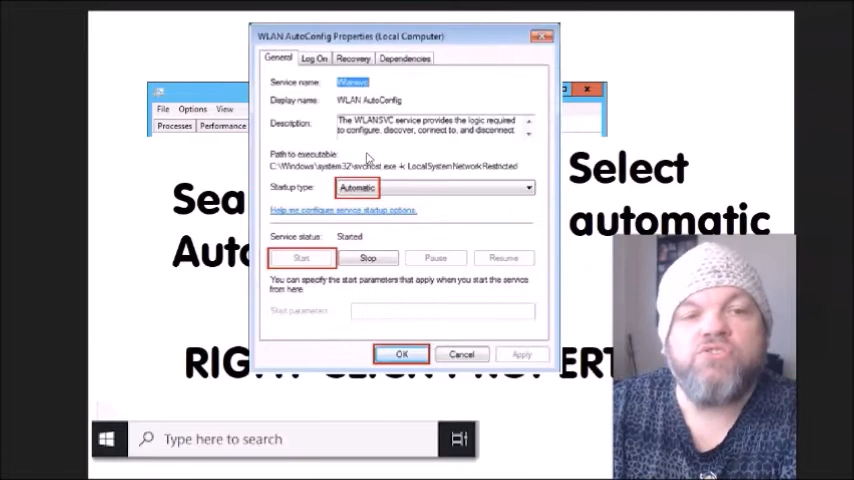 WLAN AutoConfig Properties (Local Computer)
General Log On Recovery Dependencies
Service name: Wlansvc
Display name: WLAN AutoConfig
Description: The WLANSVC service provides the logic required
to configure, discover, connect to, and disconnect
Path to executable:
C:\Windows\system32\svchost.exe -k LocalSystemNetworkRestricted
Startup type: Automatic
Help me configure service startup options.
Service status: Started
Start Stop Pause Resume
You can specify the start parameters that apply when you start the service
from here.
Start parameters:
OK Cancel Apply
File Options View
Processes Performance
Select
automatic
Type here to search